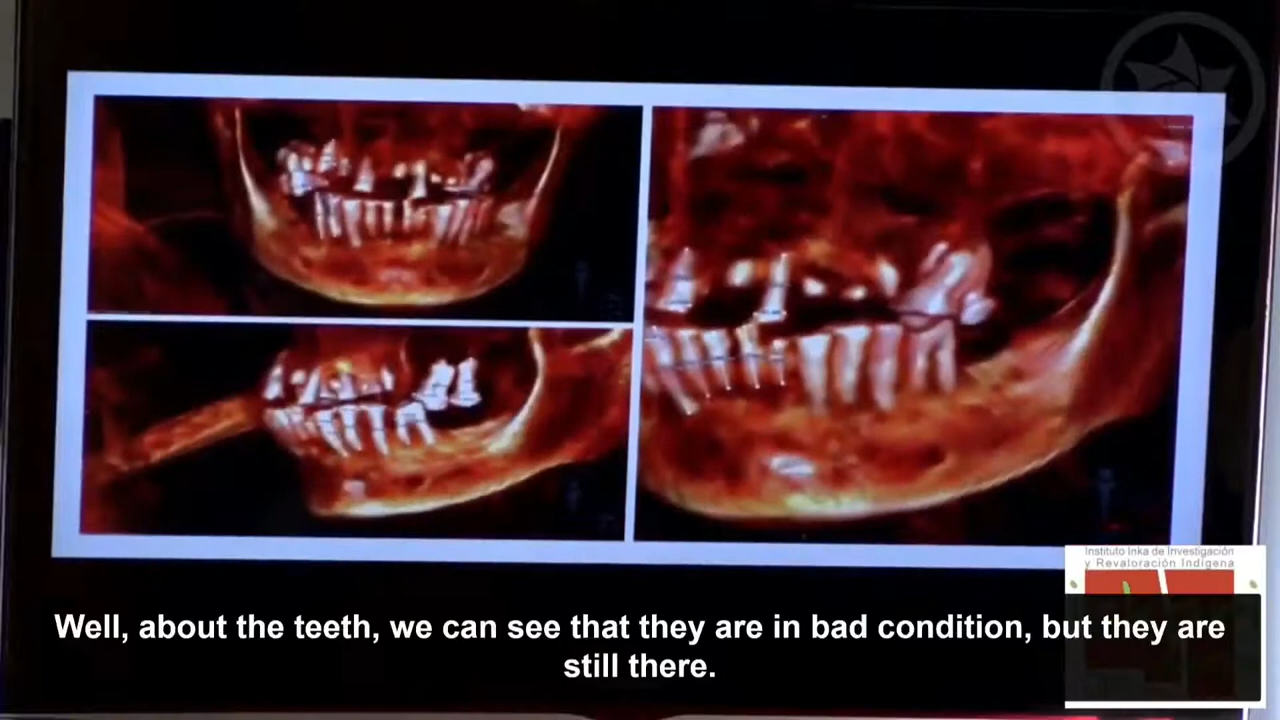 Instituto Inka de Investigación
y Revaloración Indígena
Well, about the teeth, we can see that they are in bad condition, but they are
still there.